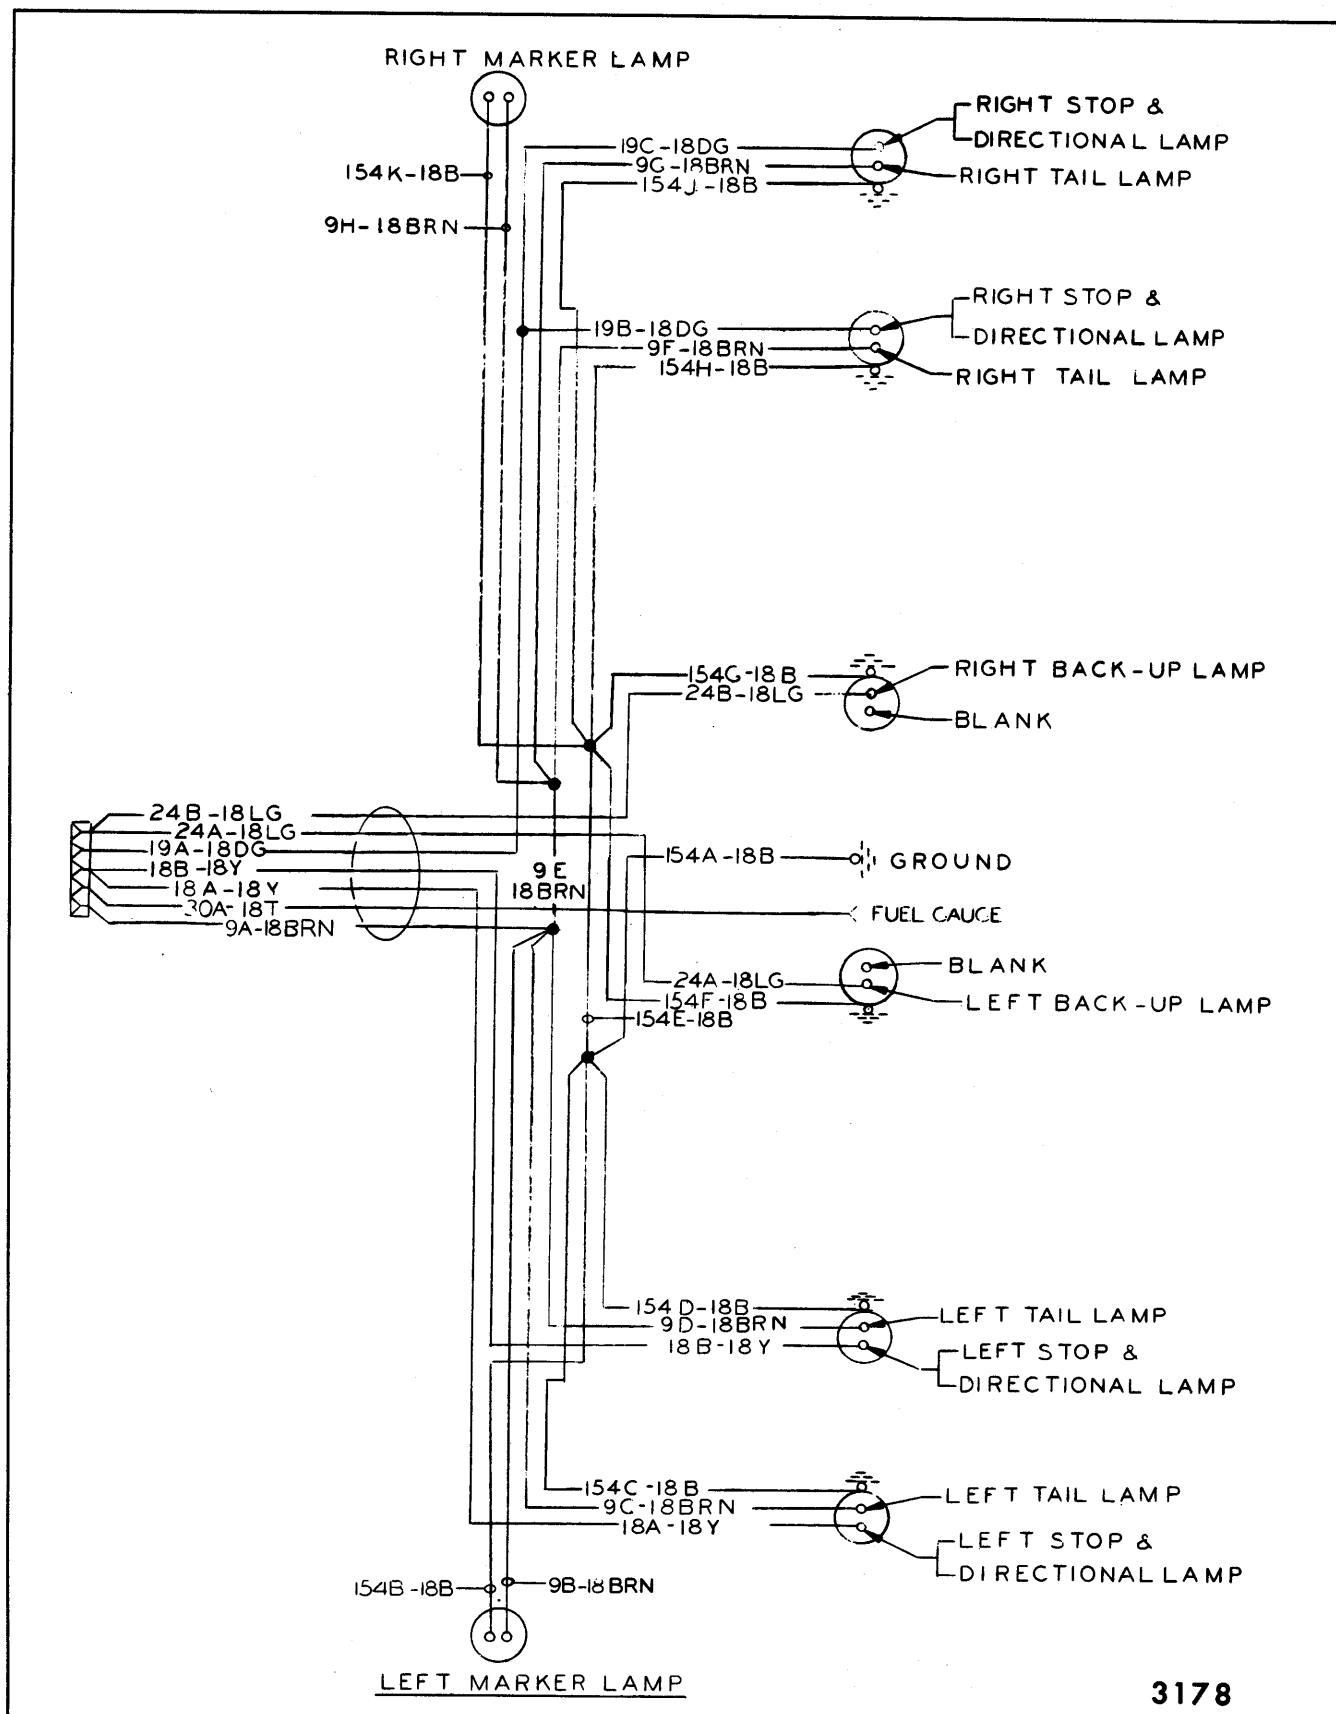 RIGHT MARKER LAMP
RIGHT STOP &
DIRECTIONAL LAMP
19C-18DG
9G-18BRN
154K-18B
154J-18B
RIGHT TAIL LAMP
9H-18BRN
RIGHT STOP &
19B-18DG
DIRECTIONAL LAMP
9F-18BRN
154H-18B
RIGHT TAIL LAMP
154G-18B
RIGHT BACK-UP LAMP
24B-18LG
BLANK
24B-18LG
24A-18LG
19A-18DG
154A-18B
GROUND
18B-18Y
9E
18BRN
18A-18Y
30A-18T
FUEL GAUGE
9A-18BRN
BLANK
24A-18LG
154F-18B
LEFT BACK-UP LAMP
154E-18B
154D-18B
LEFT TAIL LAMP
9D-18BRN
18B-18Y
LEFT STOP &
DIRECTIONAL LAMP
154C-18B
LEFT TAIL LAMP
9C-18BRN
18A-18Y
LEFT STOP &
DIRECTIONAL LAMP
154B-18B
9B-18BRN
LEFT MARKER LAMP
3178